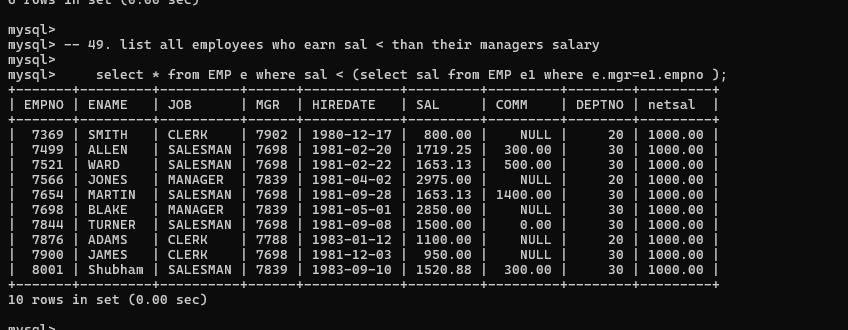 6 rows in set (0.00 sec)
mysql>
mysql> -- 49. list all employees who earn sal < than their managers salary
mysql>
mysql>     select * from EMP e where sal < (select sal from EMP e1 where e.mgr=e1.empno );
+-------+---------+----------+------+------------+---------+---------+--------+---------+
| EMPNO | ENAME   | JOB      | MGR  | HIREDATE   | SAL     | COMM    | DEPTNO | netsal  |
+-------+---------+----------+------+------------+---------+---------+--------+---------+
|  7369 | SMITH   | CLERK    | 7902 | 1980-12-17 |  800.00 |    NULL |     20 | 1000.00 |
|  7499 | ALLEN   | SALESMAN | 7698 | 1981-02-20 | 1719.25 |  300.00 |     30 | 1000.00 |
|  7521 | WARD    | SALESMAN | 7698 | 1981-02-22 | 1653.13 |  500.00 |     30 | 1000.00 |
|  7566 | JONES   | MANAGER  | 7839 | 1981-04-02 | 2975.00 |    NULL |     20 | 1000.00 |
|  7654 | MARTIN  | SALESMAN | 7698 | 1981-09-28 | 1653.13 | 1400.00 |     30 | 1000.00 |
|  7698 | BLAKE   | MANAGER  | 7839 | 1981-05-01 | 2850.00 |    NULL |     30 | 1000.00 |
|  7844 | TURNER  | SALESMAN | 7698 | 1981-09-08 | 1500.00 |    0.00 |     30 | 1000.00 |
|  7876 | ADAMS   | CLERK    | 7788 | 1983-01-12 | 1100.00 |    NULL |     20 | 1000.00 |
|  7900 | JAMES   | CLERK    | 7698 | 1981-12-03 |  950.00 |    NULL |     30 | 1000.00 |
|  8001 | Shubham | SALESMAN | 7839 | 1983-09-10 | 1520.88 |  300.00 |     30 | 1000.00 |
+-------+---------+----------+------+------------+---------+---------+--------+---------+
10 rows in set (0.00 sec)
mysql>